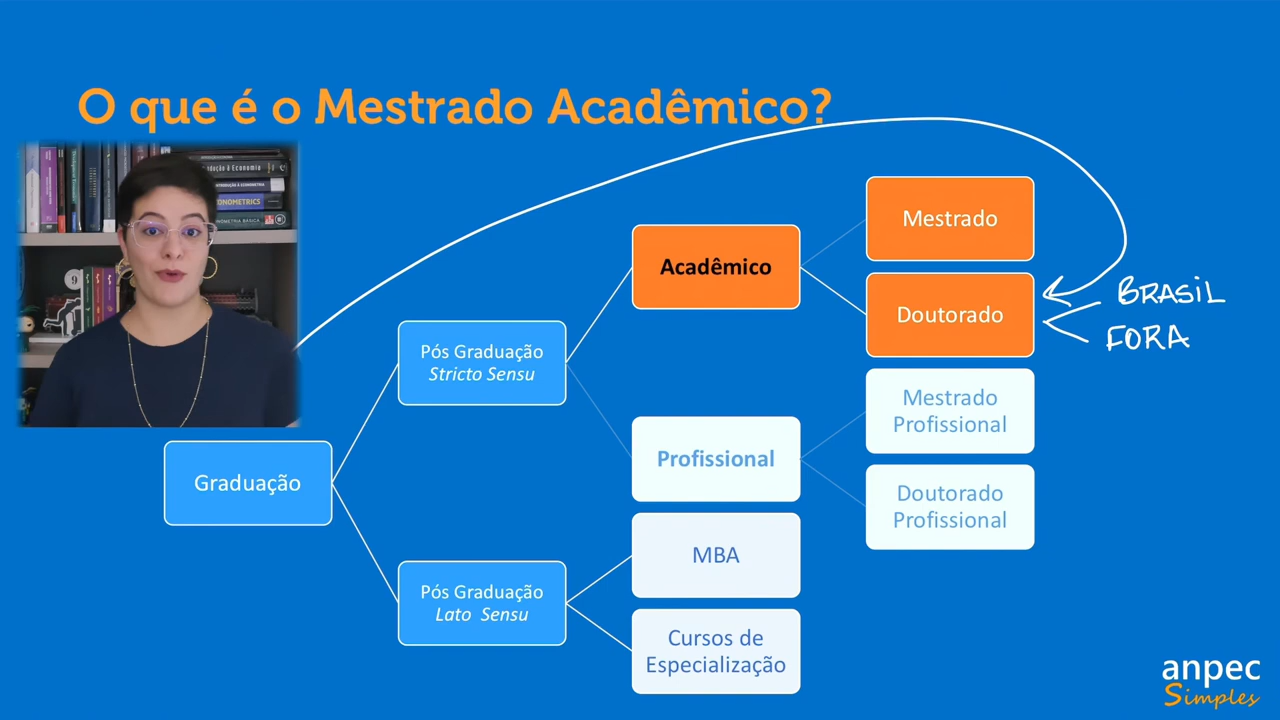 O que é o Mestrado Acadêmico?
ECONOMETRICS
Mestrado
Acadêmico
Doutorado
BRASIL
FORA
Pós Graduação
Stricto Sensu
Mestrado
Profissional
Profissional
Graduação
Doutorado
Profissional
MBA
Pós Graduação
Lato Sensu
Cursos de
Especialização
anpec
Simples